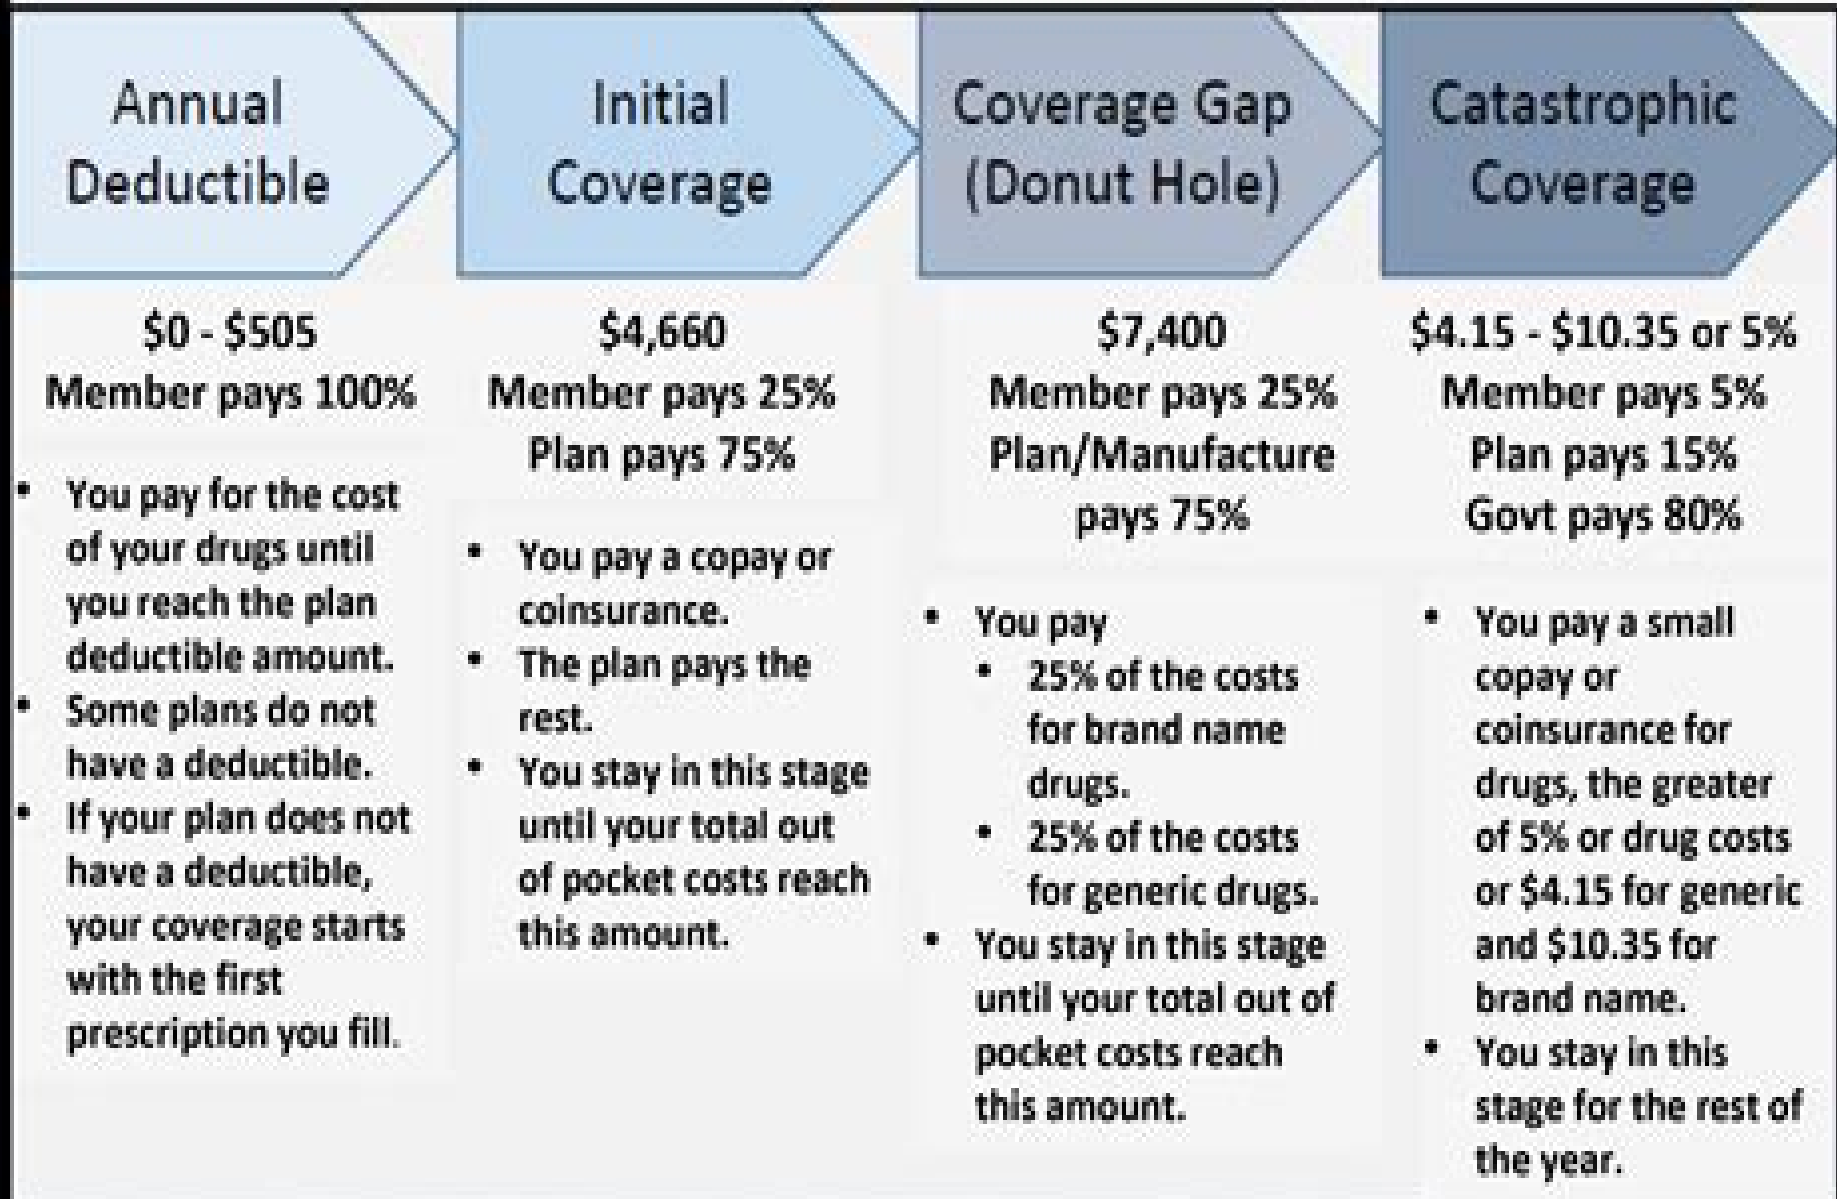 Annual
Deductible
$0 - $505
Member pays 100%
• You pay for the cost
of your drugs until
you reach the plan
deductible amount.
• Some plans do not
have a deductible.
• If your plan does not
have a deductible,
your coverage starts
with the first
prescription you fill.
Initial
Coverage
$4,660
Member pays 25%
Plan pays 75%
• You pay a copay or
coinsurance.
• The plan pays the
rest.
• You stay in this stage
until your total out
of pocket costs reach
this amount.
Coverage Gap
(Donut Hole)
$7,400
Member pays 25%
Plan/Manufacture
pays 75%
• You pay
• 25% of the costs
for brand name
drugs.
• 25% of the costs
for generic drugs.
• You stay in this stage
until your total out of
pocket costs reach
this amount.
Catastrophic
Coverage
$4.15 - $10.35 or 5%
Member pays 5%
Plan pays 15%
Govt pays 80%
• You pay a small
copay or
coinsurance for
drugs, the greater
of 5% or drug costs
or $4.15 for generic
and $10.35 for
brand name.
• You stay in this
stage for the rest of
the year.